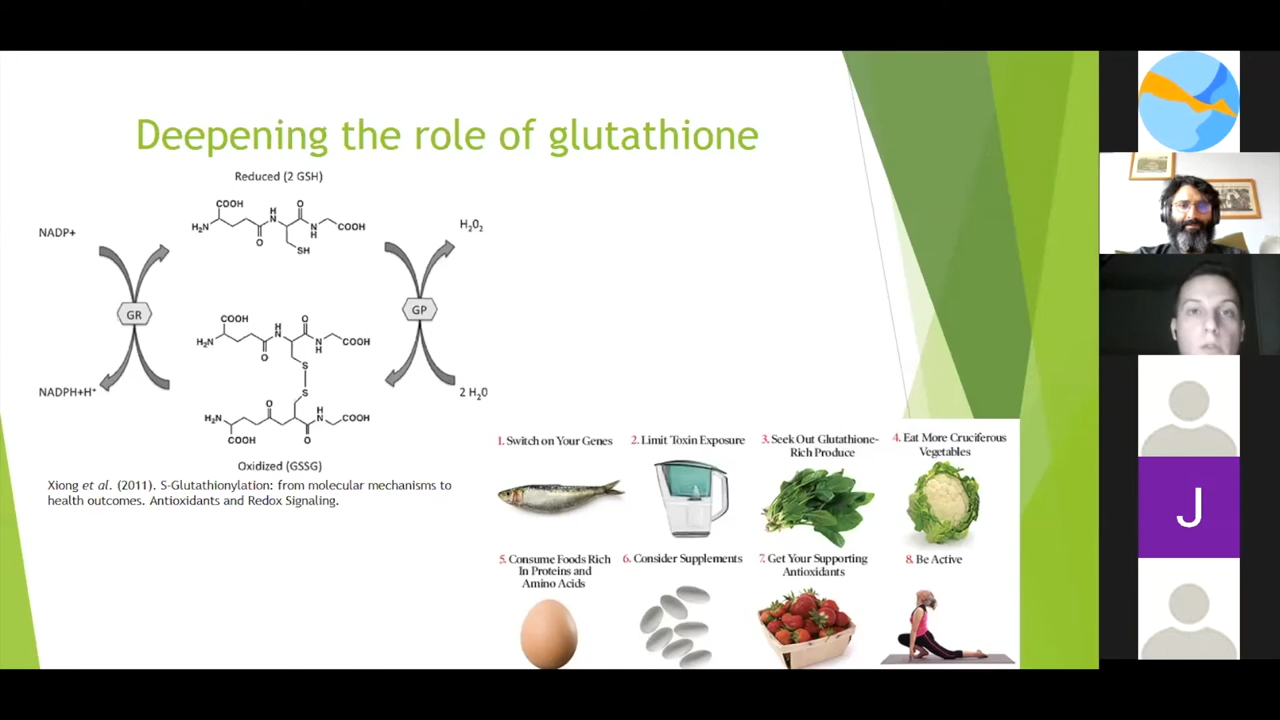 Deepening the role of glutathione
Reduced (2 GSH)
COOH
H₂N
O
H
N
O
N
H
COOH
SH
NADP+
H₂O₂
GR
GP
COOH
H₂N
O
H
N
O
N
H
COOH
S
S
NADPH+H⁺
2 H₂O
H₂N
COOH
O
O
H
N
COOH
Oxidized (GSSG)
Xiong et al. (2011). S-Glutathionylation: from molecular mechanisms to
health outcomes. Antioxidants and Redox Signaling.
1. Switch on Your Genes
2. Limit Toxin Exposure
3. Seek Out Glutathione-
Rich Produce
4. Eat More Cruciferous
Vegetables
5. Consume Foods Rich
In Proteins and
Amino Acids
6. Consider Supplements
7. Get Your Supporting
Antioxidants
8. Be Active
J